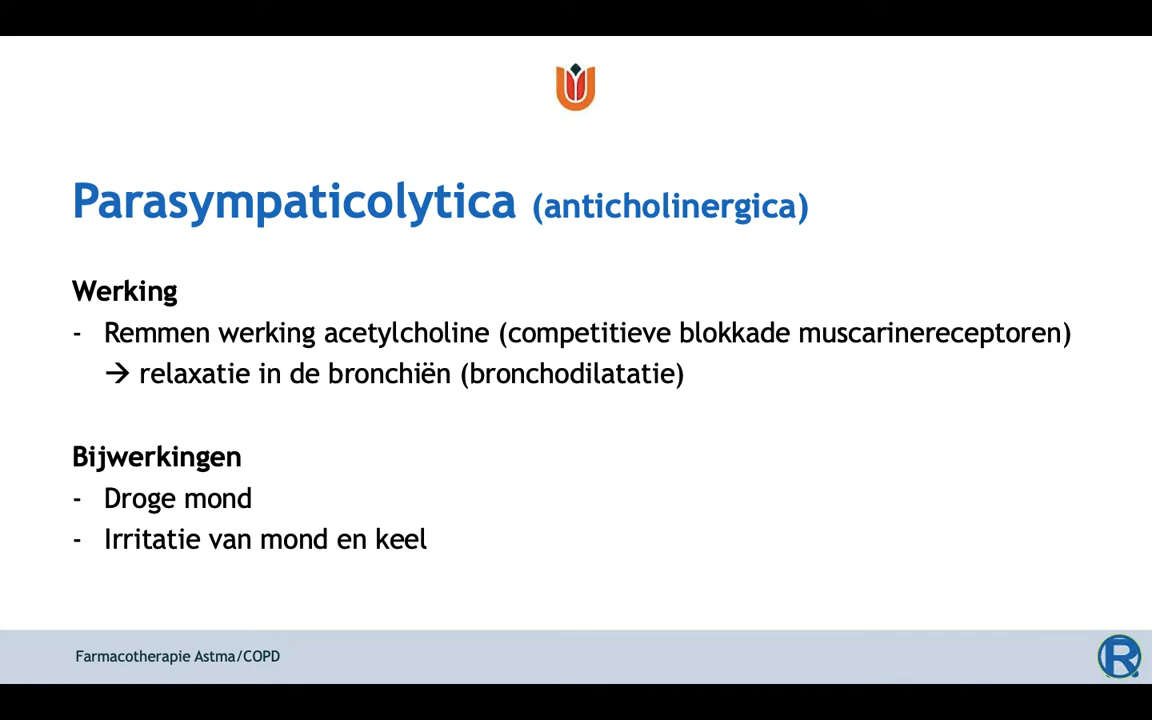 Parasympaticolytica (anticholinergica)
Werking
- Remmen werking acetylcholine (competitieve blokkade muscarinereceptoren)
→ relaxatie in de bronchiën (bronchodilatatie)
Bijwerkingen
- Droge mond
- Irritatie van mond en keel
Farmacotherapie Astma/COPD
R